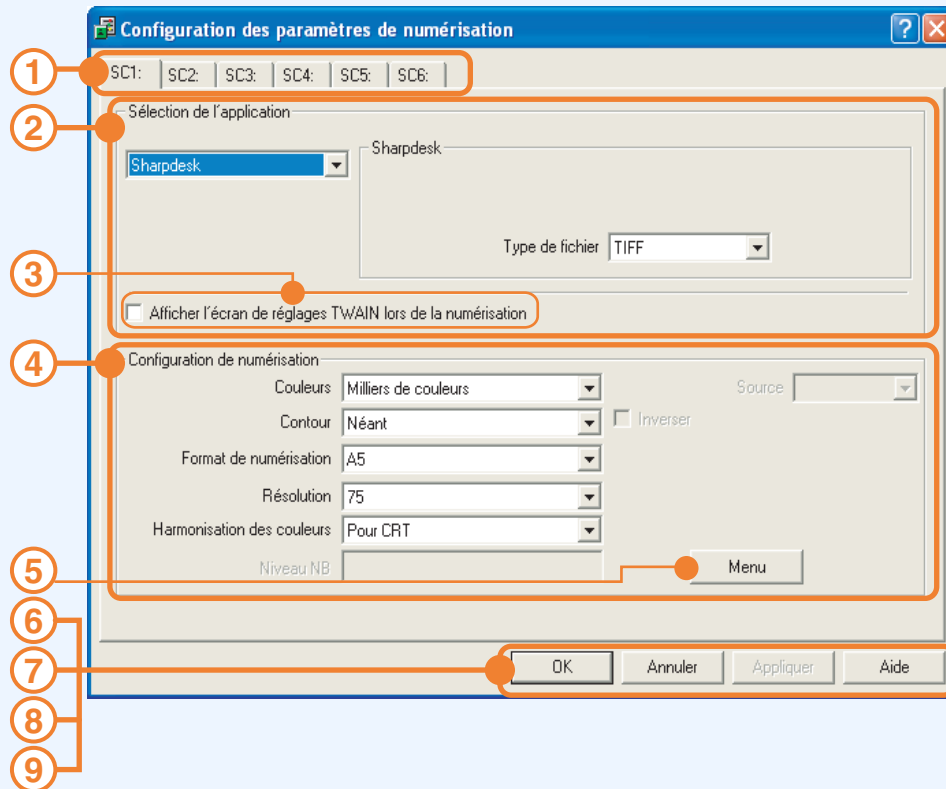 Configuration des paramètres de numérisation
1
SC1: SC2: SC3: SC4: SC5: SC6:
2
Sélection de l'application
Sharpdesk
Sharpdesk
Type de fichier TIFF
3
Afficher l'écran de réglages TWAIN lors de la numérisation
4
Configuration de numérisation
Couleurs Milliers de couleurs Source
Contour Néant Inverser
Format de numérisation A5
Résolution 75
Harmonisation des couleurs Pour CRT
5
Niveau NB Menu
6
7
OK Annuler Appliquer Aide
8
9